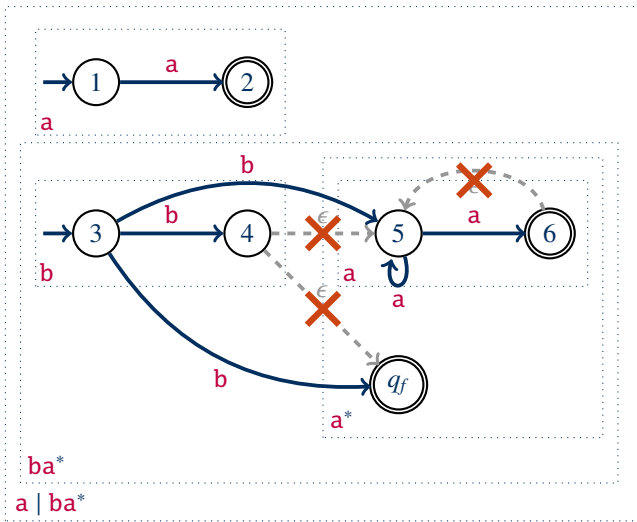 1 a 2
a
b
3 b 4 ϵ 5 a 6 ϵ
b a a
ϵ
b q_f
a*
ba*
a | ba*